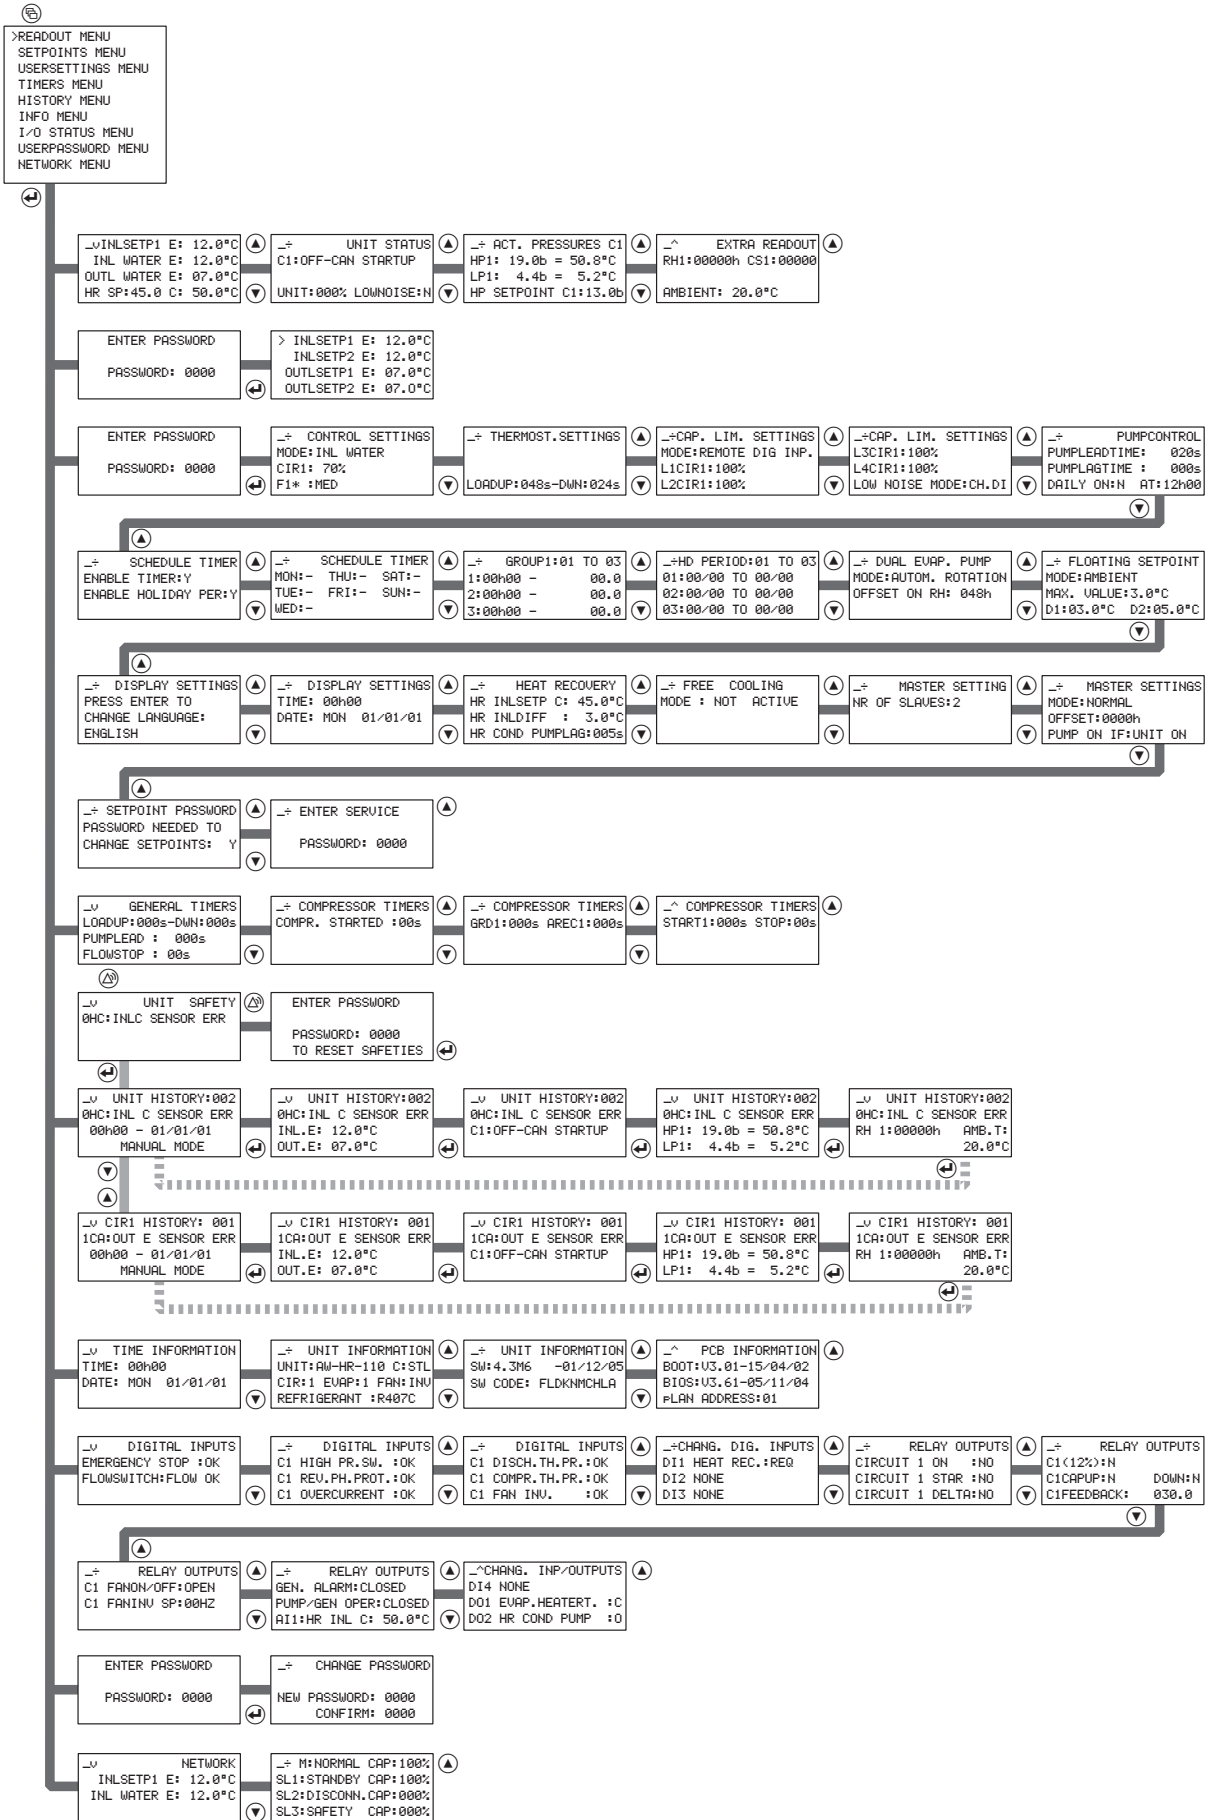 >READOUT MENU
SETPOINTS MENU
USERSETTINGS MENU
TIMERS MENU
HISTORY MENU
INFO MENU
I/O STATUS MENU
USERPASSWORD MENU
NETWORK MENU
_vINLSETP1 E: 12.0°C
INL WATER E: 12.0°C
OUTL WATER E: 07.0°C
HR SP:45.0 C: 50.0°C
_÷ UNIT STATUS
C1:OFF-CAN STARTUP
UNIT:000% LOWNOISE:N
_÷ ACT. PRESSURES C1
HP1: 19.0b = 50.8°C
LP1: 4.4b = 5.2°C
HP SETPOINT C1:13.0b
_^ EXTRA READOUT
RH1:00000h CS1:00000
AMBIENT: 20.0°C
ENTER PASSWORD
PASSWORD: 0000
> INLSETP1 E: 12.0°C
INLSETP2 E: 12.0°C
OUTLSETP1 E: 07.0°C
OUTLSETP2 E: 07.0°C
ENTER PASSWORD
PASSWORD: 0000
_÷ CONTROL SETTINGS
MODE:INL WATER
CIR1: 70%
F1* :MED
_÷ THERMOST.SETTINGS
LOADUP:048s-DWN:024s
_÷CAP. LIM. SETTINGS
MODE:REMOTE DIG INP.
L1CIR1:100%
L2CIR1:100%
_÷CAP. LIM. SETTINGS
L3CIR1:100%
L4CIR1:100%
LOW NOISE MODE:CH.DI
_÷ PUMPCONTROL
PUMPLEADTIME: 020s
PUMPLAGTIME : 000s
DAILY ON:N AT:12h00
_÷ SCHEDULE TIMER
ENABLE TIMER:Y
ENABLE HOLIDAY PER:Y
_÷ SCHEDULE TIMER
MON:- THU:- SAT:-
TUE:- FRI:- SUN:-
WED:-
_÷ GROUP1:01 TO 03
1:00h00 - 00.0
2:00h00 - 00.0
3:00h00 - 00.0
_÷HD PERIOD:01 TO 03
01:00/00 TO 00/00
02:00/00 TO 00/00
03:00/00 TO 00/00
_÷ DUAL EVAP. PUMP
MODE:AUTOM. ROTATION
OFFSET ON RH: 048h
_÷ FLOATING SETPOINT
MODE:AMBIENT
MAX. VALUE:3.0°C
D1:03.0°C D2:05.0°C
_÷ DISPLAY SETTINGS
PRESS ENTER TO
CHANGE LANGUAGE:
ENGLISH
_÷ DISPLAY SETTINGS
TIME: 00h00
DATE: MON 01/01/01
_÷ HEAT RECOVERY
HR INLSETP C: 45.0°C
HR INLDIFF : 3.0°C
HR COND PUMPLAG:005s
_÷ FREE COOLING
MODE : NOT ACTIVE
_÷ MASTER SETTING
NR OF SLAVES:2
_÷ MASTER SETTINGS
MODE:NORMAL
OFFSET:0000h
PUMP ON IF:UNIT ON
_÷ SETPOINT PASSWORD
PASSWORD NEEDED TO
CHANGE SETPOINTS: Y
_÷ ENTER SERVICE
PASSWORD: 0000
_v GENERAL TIMERS
LOADUP:000s-DWN:000s
PUMPLEAD : 000s
FLOWSTOP : 00s
_÷ COMPRESSOR TIMERS
COMPR. STARTED :00s
_÷ COMPRESSOR TIMERS
GRD1:000s AREC1:000s
_^ COMPRESSOR TIMERS
START1:000s STOP:00s
_v UNIT SAFETY
0HC:INLC SENSOR ERR
ENTER PASSWORD
PASSWORD: 0000
TO RESET SAFETIES
_v UNIT HISTORY:002
0HC:INL C SENSOR ERR
00h00 - 01/01/01
MANUAL MODE
_v UNIT HISTORY:002
0HC:INL C SENSOR ERR
INL.E: 12.0°C
OUT.E: 07.0°C
_v UNIT HISTORY:002
0HC:INL C SENSOR ERR
C1:OFF-CAN STARTUP
_v UNIT HISTORY:002
0HC:INL C SENSOR ERR
HP1: 19.0b = 50.8°C
LP1: 4.4b = 5.2°C
_v UNIT HISTORY:002
0HC:INL C SENSOR ERR
RH 1:00000h AMB.T:
20.0°C
_v CIR1 HISTORY: 001
1CA:OUT E SENSOR ERR
00h00 - 01/01/01
MANUAL MODE
_v CIR1 HISTORY: 001
1CA:OUT E SENSOR ERR
INL.E: 12.0°C
OUT.E: 07.0°C
_v CIR1 HISTORY: 001
1CA:OUT E SENSOR ERR
C1:OFF-CAN STARTUP
_v CIR1 HISTORY: 001
1CA:OUT E SENSOR ERR
HP1: 19.0b = 50.8°C
LP1: 4.4b = 5.2°C
_v CIR1 HISTORY: 001
1CA:OUT E SENSOR ERR
RH 1:00000h AMB.T:
20.0°C
_v TIME INFORMATION
TIME: 00h00
DATE: MON 01/01/01
_÷ UNIT INFORMATION
UNIT:AW-HR-110 C:STL
CIR:1 EVAP:1 FAN:INV
REFRIGERANT :R407C
_÷ UNIT INFORMATION
SW:4.3M6 -01/12/05
SW CODE: FLDKNMCHLA
_^ PCB INFORMATION
BOOT:V3.01-15/04/02
BIOS:V3.61-05/11/04
pLAN ADDRESS:01
_v DIGITAL INPUTS
EMERGENCY STOP :OK
FLOWSWITCH:FLOW OK
_÷ DIGITAL INPUTS
C1 HIGH PR.SW. :OK
C1 REV.PH.PROT.:OK
C1 OVERCURRENT :OK
_÷ DIGITAL INPUTS
C1 DISCH.TH.PR.:OK
C1 COMPR.TH.PR.:OK
C1 FAN INV. :OK
_÷CHANG. DIG. INPUTS
DI1 HEAT REC.:REQ
DI2 NONE
DI3 NONE
_÷ RELAY OUTPUTS
CIRCUIT 1 ON :NO
CIRCUIT 1 STAR :NO
CIRCUIT 1 DELTA:NO
_÷ RELAY OUTPUTS
C1(12%):N
C1CAPUP:N DOWN:N
C1FEEDBACK: 030.0
_÷ RELAY OUTPUTS
C1 FANON/OFF:OPEN
C1 FANINV SP:00HZ
_÷ RELAY OUTPUTS
GEN. ALARM:CLOSED
PUMP/GEN OPER:CLOSED
AI1:HR INL C: 50.0°C
_^CHANG. INP/OUTPUTS
DI4 NONE
DO1 EVAP.HEATERT. :C
DO2 HR COND PUMP :O
ENTER PASSWORD
PASSWORD: 0000
_÷ CHANGE PASSWORD
NEW PASSWORD: 0000
CONFIRM: 0000
_v NETWORK
INLSETP1 E: 12.0°C
INL WATER E: 12.0°C
_÷ M:NORMAL CAP:100%
SL1:STANDBY CAP:100%
SL2:DISCONN.CAP:000%
SL3:SAFETY CAP:000%